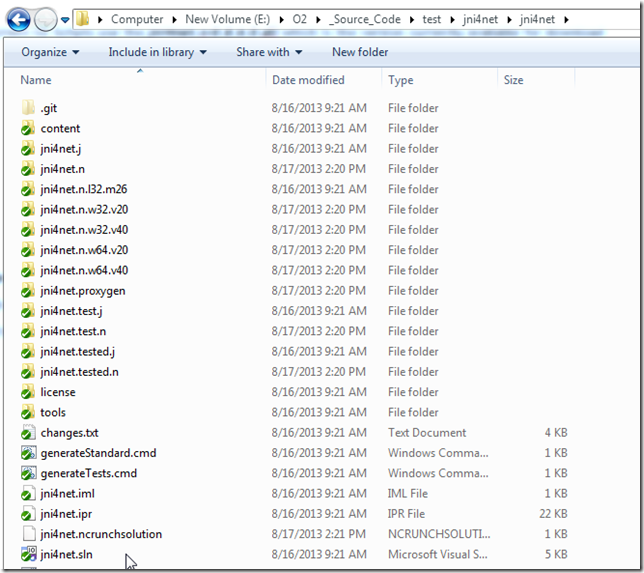 Computer ▸ New Volume (E:) ▸ O2 ▸ _Source_Code ▸ test ▸ jni4net ▸ jni4net ▸
Organize Include in library Share with New folder
Name Date modified Type Size
.git 8/16/2013 9:21 AM File folder
content 8/16/2013 9:21 AM File folder
jni4net.j 8/16/2013 9:21 AM File folder
jni4net.n 8/17/2013 2:20 PM File folder
jni4net.n.l32.m26 8/16/2013 9:21 AM File folder
jni4net.n.w32.v20 8/17/2013 2:20 PM File folder
jni4net.n.w32.v40 8/17/2013 2:20 PM File folder
jni4net.n.w64.v20 8/17/2013 2:20 PM File folder
jni4net.n.w64.v40 8/17/2013 2:20 PM File folder
jni4net.proxygen 8/17/2013 2:20 PM File folder
jni4net.test.j 8/16/2013 9:21 AM File folder
jni4net.test.n 8/17/2013 2:20 PM File folder
jni4net.tested.j 8/16/2013 9:21 AM File folder
jni4net.tested.n 8/17/2013 2:20 PM File folder
license 8/16/2013 9:21 AM File folder
tools 8/16/2013 9:21 AM File folder
changes.txt 8/16/2013 9:21 AM Text Document 4 KB
generateStandard.cmd 8/16/2013 9:21 AM Windows Comma... 1 KB
generateTests.cmd 8/16/2013 9:21 AM Windows Comma... 1 KB
jni4net.iml 8/16/2013 9:21 AM IML File 1 KB
jni4net.ipr 8/16/2013 9:21 AM IPR File 22 KB
jni4net.ncrunchsolution 8/17/2013 2:21 PM NCRUNCHSOLUTI... 1 KB
jni4net.sln 8/16/2013 9:21 AM Microsoft Visual S... 5 KB